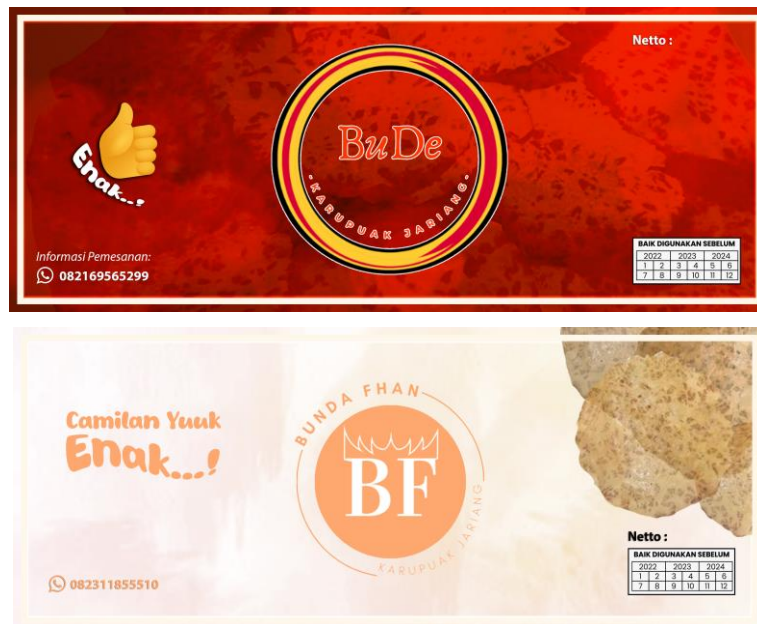 Netto :
BuDe
-KARUPUAK JARIANG-
Enak...!
Informasi Pemesanan:
082169565299
BAIK DIGUNAKAN SEBELUM
2022 2023 2024
1 2 3 4 5 6
7 8 9 10 11 12
BUNDA FHAN
Camilan Yuuk
Enak...!
BF
KARUPUAK JARIANG
082311855510
Netto :
BAIK DIGUNAKAN SEBELUM
2022 2023 2024
1 2 3 4 5 6
7 8 9 10 11 12